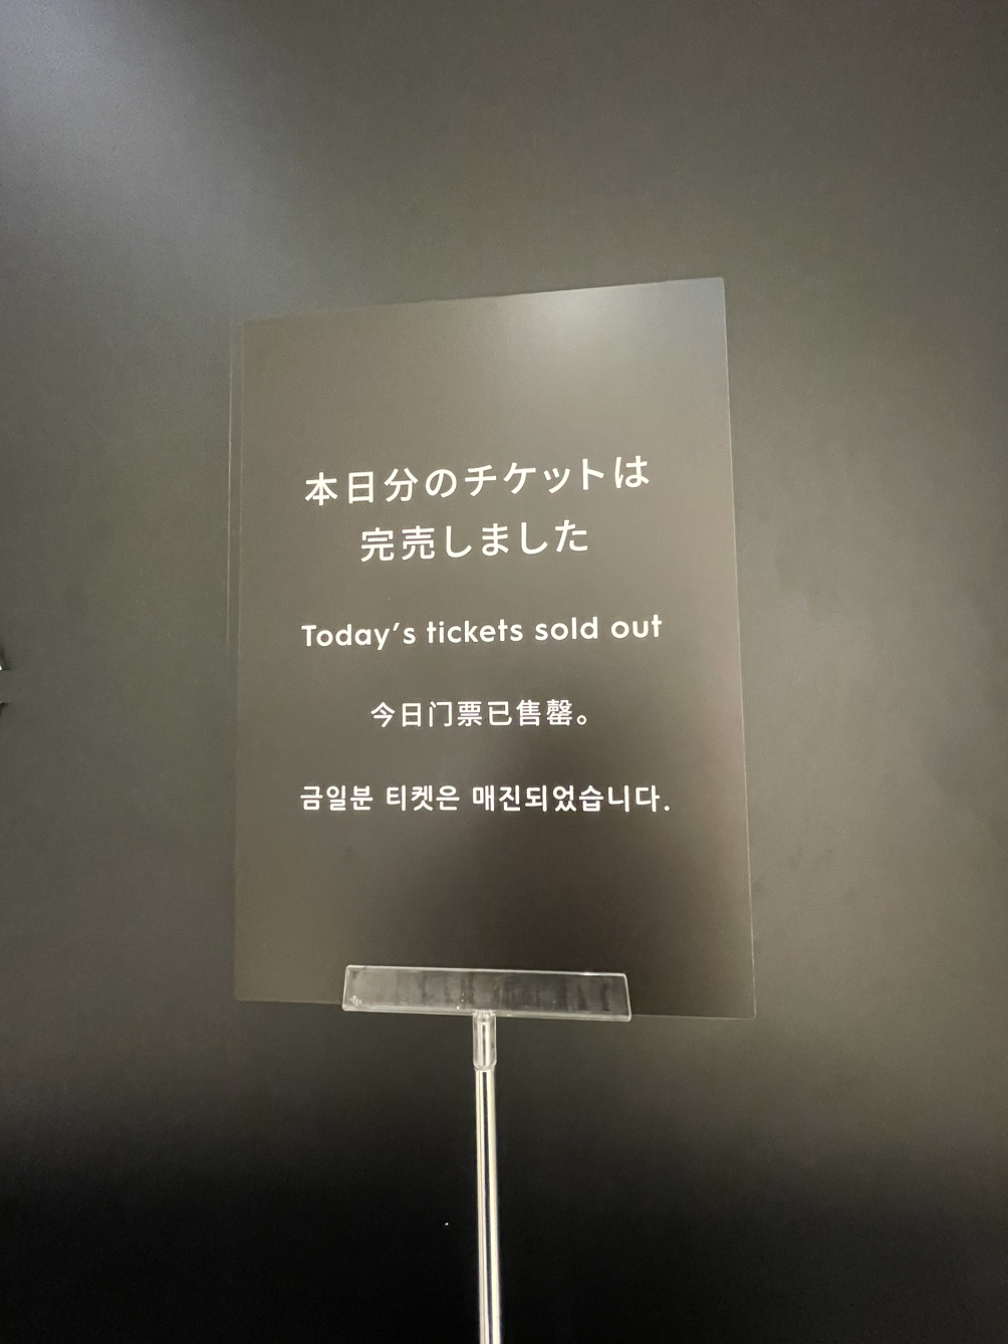 本日分のチケットは
完売しました
Today's tickets sold out
今日门票已售罄。
금일분 티켓은 매진되었습니다.